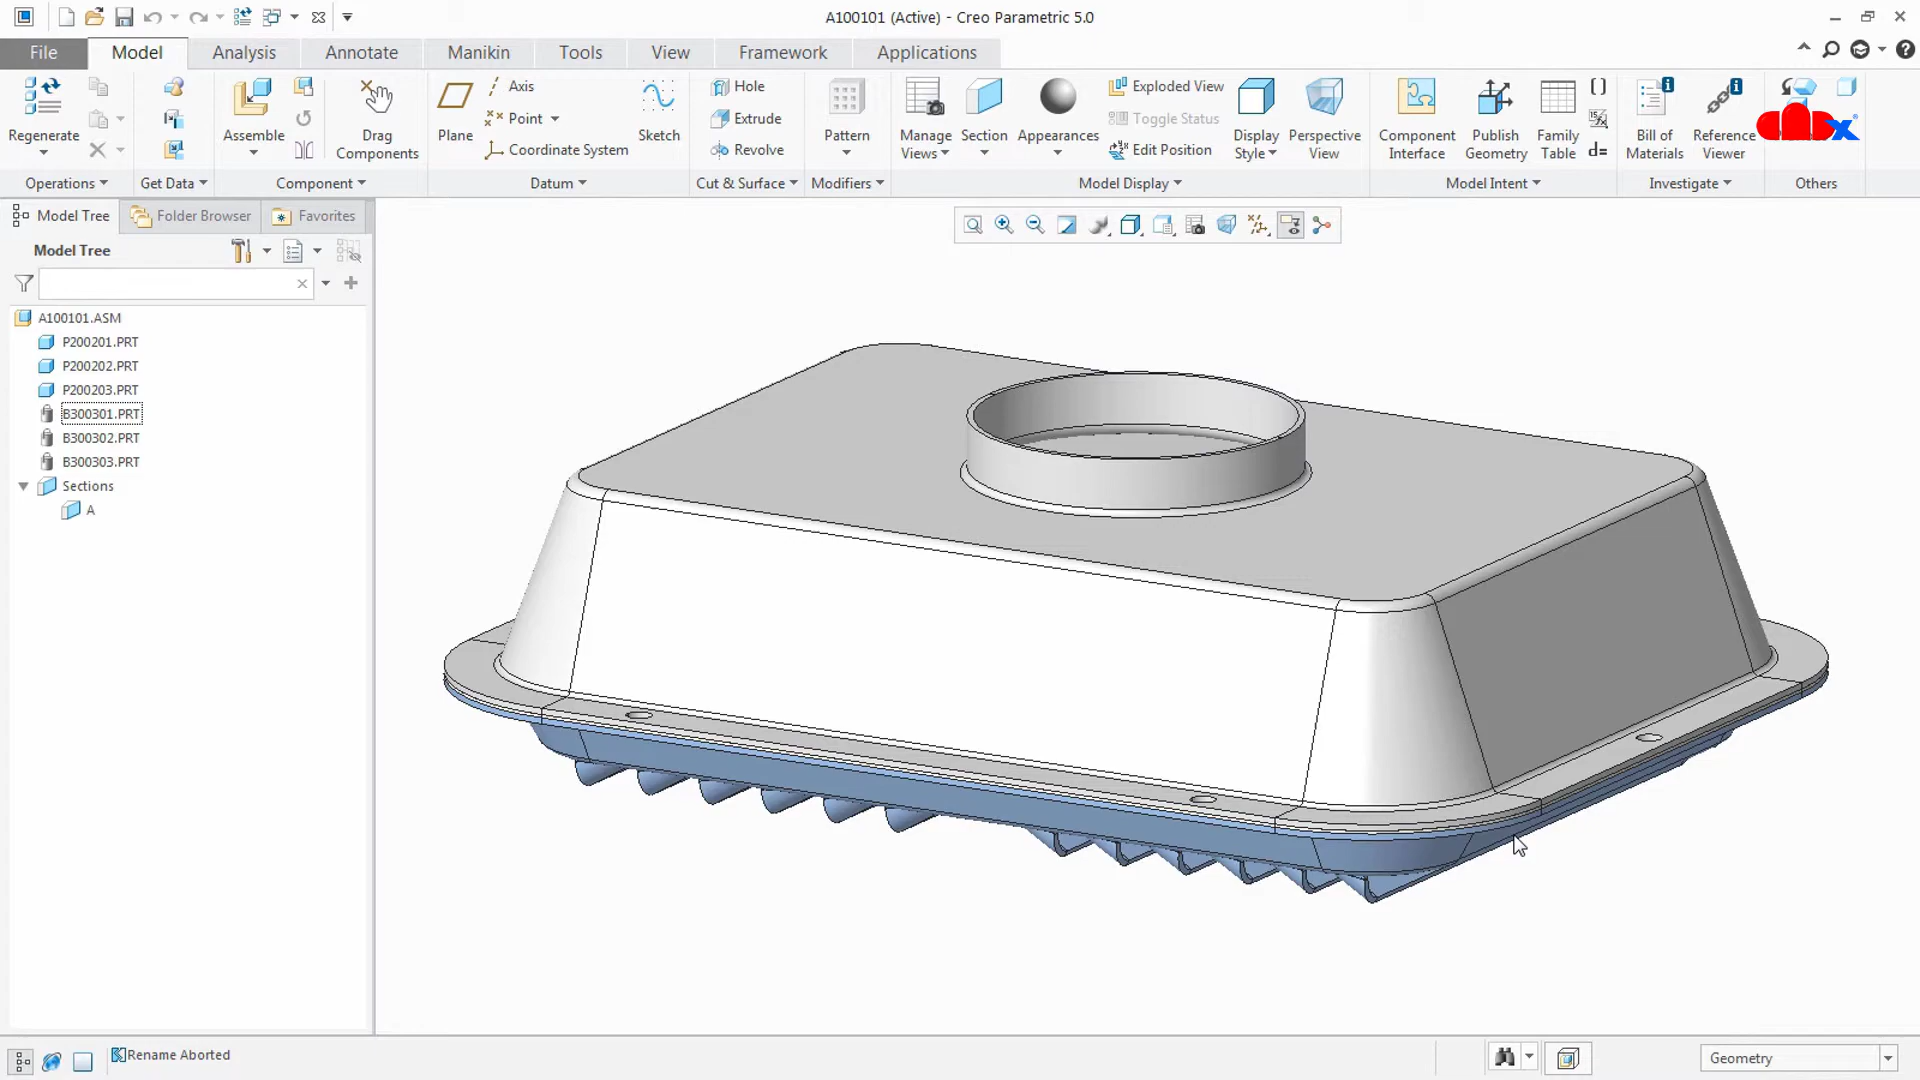 A100101 (Active) - Creo Parametric 5.0
File Model Analysis Annotate Manikin Tools View Framework Applications
Regenerate
Assemble
Drag Components
Plane
Axis
Point
Coordinate System
Sketch
Hole
Extrude
Revolve
Pattern
Manage Views
Section
Appearances
Exploded View
Toggle Status
Edit Position
Display Style
Perspective View
Component Interface
Publish Geometry
Family Table
Bill of Materials
Reference Viewer
Operations Get Data Component Datum Cut & Surface Modifiers Model Display Model Intent Investigate Others
Model Tree Folder Browser Favorites
Model Tree
A100101.ASM
P200201.PRT
P200202.PRT
P200203.PRT
B300301.PRT
B300302.PRT
B300303.PRT
Sections
A
Rename Aborted
Geometry